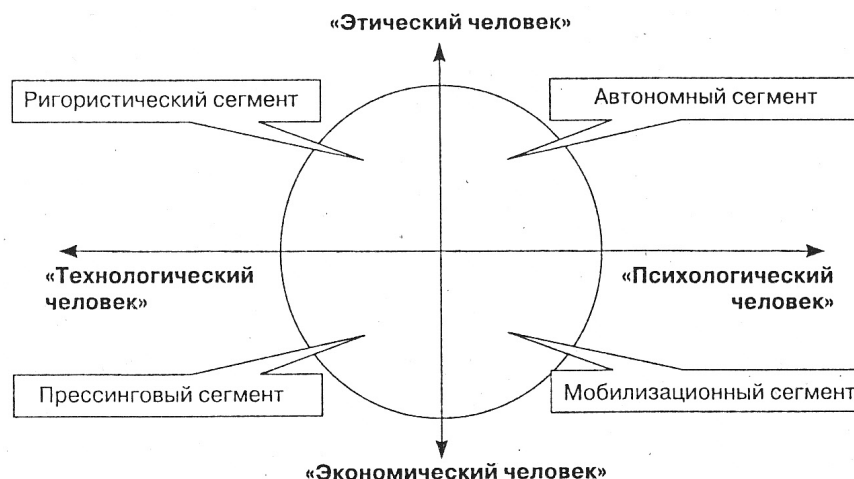 «Этический человек»
Ригористический сегмент
Автономный сегмент
«Технологический
человек»
«Психологический
человек»
Прессинговый сегмент
Мобилизационный сегмент
«Экономический человек»